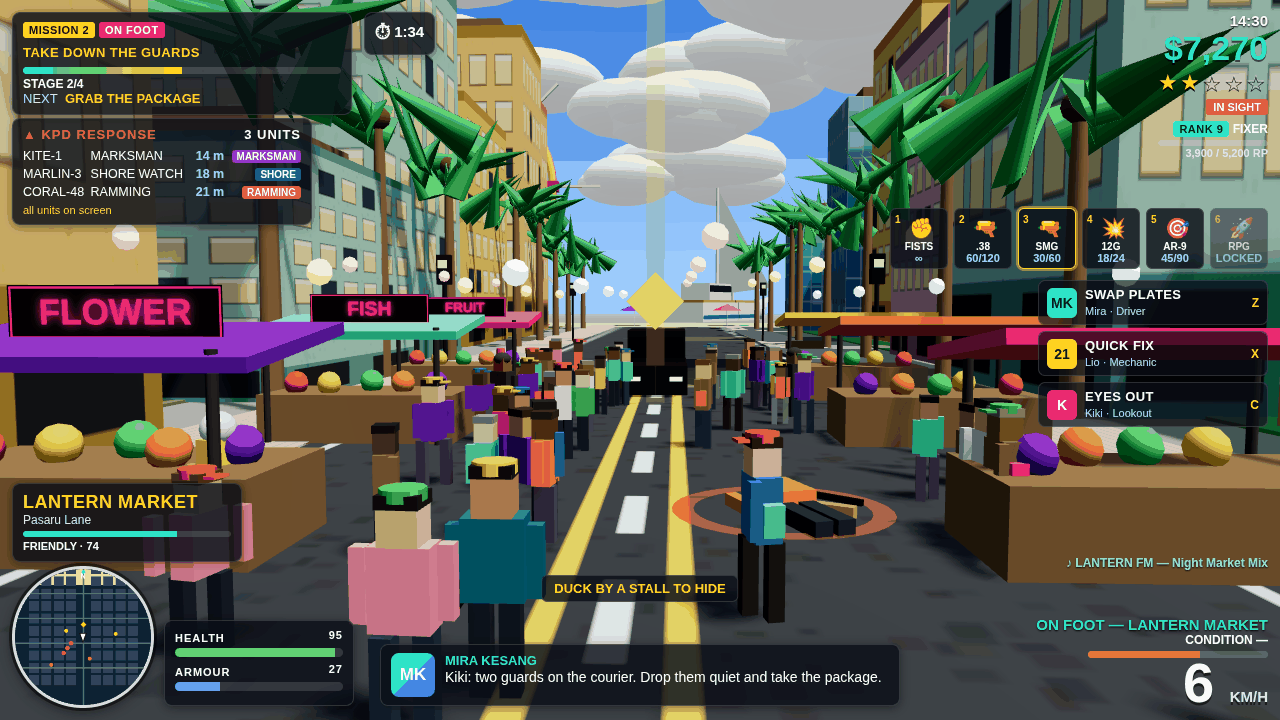 MISSION 2 ON FOOT
TAKE DOWN THE GUARDS
STAGE 2/4
NEXT GRAB THE PACKAGE
⏱ 1:34
14:30
$7,270
★★☆☆☆
IN SIGHT
RANK 9 FIXER
3,900 / 5,200 RP
▲ KPD RESPONSE 3 UNITS
KITE-1 MARKSMAN 14 m MARKSMAN
MARLIN-3 SHORE WATCH 18 m SHORE
CORAL-48 RAMMING 21 m RAMMING
all units on screen
1 FISTS ∞
2 .38 60/120
3 SMG 30/60
4 12G 18/24
5 AR-9 45/90
6 RPG LOCKED
MK SWAP PLATES Z
Mira · Driver
21 QUICK FIX X
Lio · Mechanic
K EYES OUT C
Kiki · Lookout
FLOWER
FISH
FRUIT
LANTERN MARKET
Pasaru Lane
FRIENDLY · 74
DUCK BY A STALL TO HIDE
♪ LANTERN FM — Night Market Mix
HEALTH 95
ARMOUR 27
MK MIRA KESANG
Kiki: two guards on the courier. Drop them quiet and take the package.
ON FOOT — LANTERN MARKET
CONDITION —
6 KM/H